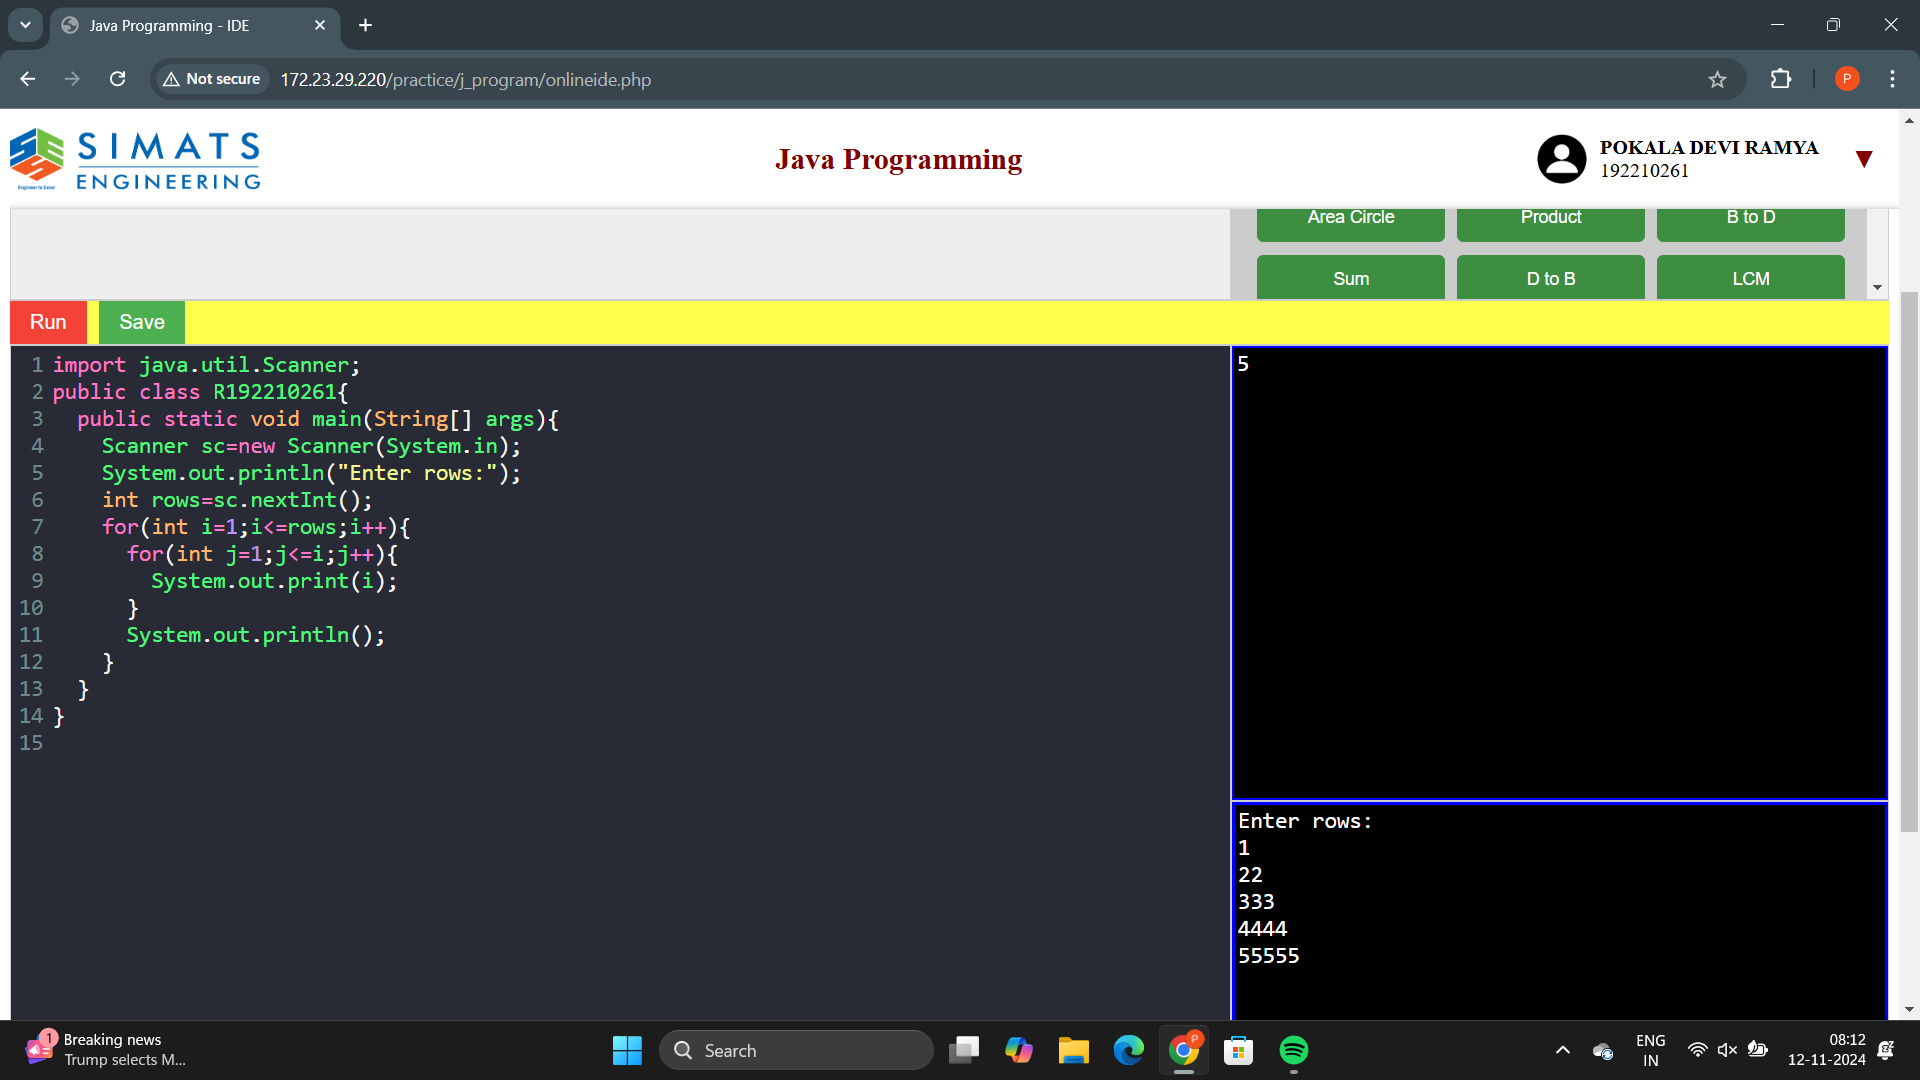 Java Programming - IDE
Not secure
172.23.29.220/practice/j_program/onlineide.php
P
SIMATS
ENGINEERING
Engineer to Excel
Java Programming
POKALA DEVI RAMYA
192210261
Area Circle
Product
B to D
Sum
D to B
LCM
Run
Save
1 import java.util.Scanner;
2 public class R192210261{
3 public static void main(String[] args){
4 Scanner sc=new Scanner(System.in);
5 System.out.println("Enter rows:");
6 int rows=sc.nextInt();
7 for(int i=1;i<=rows;i++){
8 for(int j=1;j<=i;j++){
9 System.out.print(i);
10 }
11 System.out.println();
12 }
13 }
14 }
15
5
Enter rows:
1
22
333
4444
55555
1
Breaking news
Trump selects M...
Search
P
ENG
IN
08:12
12-11-2024